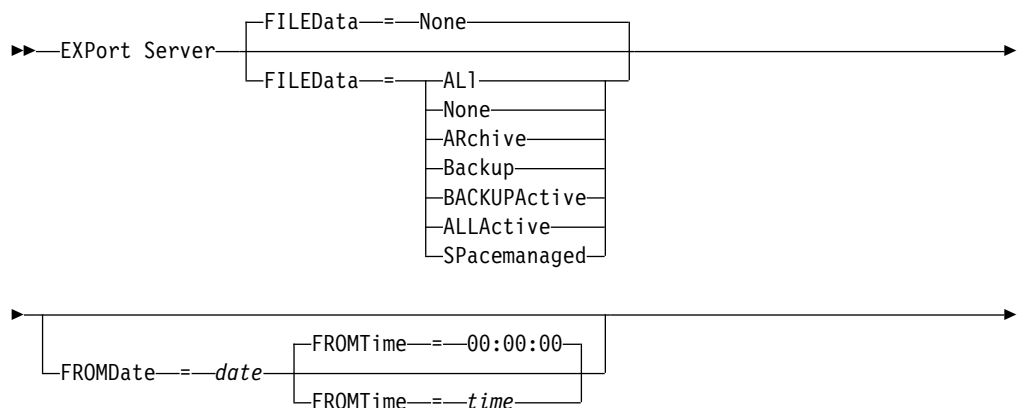 FILEData = None
EXPort Server
FILEData = ALl
None
ARchive
Backup
BACKUPActive
ALLActive
SPacemanaged
FROMTime = 00:00:00
FROMDate = date
FROMTime = time